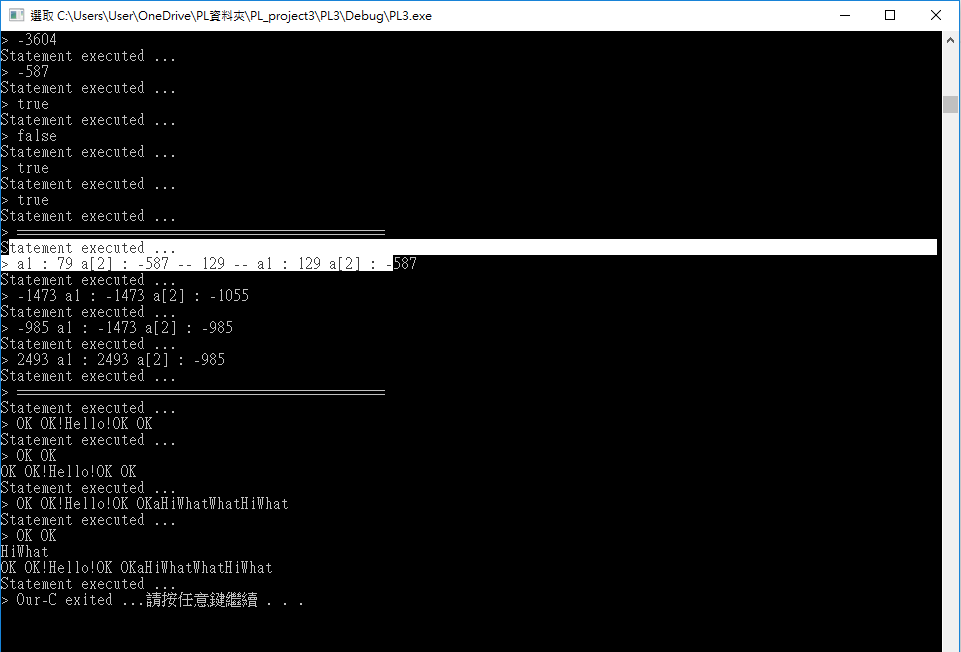 選取 C:\Users\User\OneDrive\PL資料夾\PL_project3\PL3\Debug\PL3.exe
> -3604
Statement executed ...
> -587
Statement executed ...
> true
Statement executed ...
> false
Statement executed ...
> true
Statement executed ...
> true
Statement executed ...
> ==============================================
Statement executed ...
> a1 : 79 a[2] : -587 -- 129 -- a1 : 129 a[2] : -587
Statement executed ...
> -1473 a1 : -1473 a[2] : -1055
Statement executed ...
> -985 a1 : -1473 a[2] : -985
Statement executed ...
> 2493 a1 : 2493 a[2] : -985
Statement executed ...
> ==============================================
Statement executed ...
> OK OK!Hello!OK OK
Statement executed ...
> OK OK
OK OK!Hello!OK OK
Statement executed ...
> OK OK!Hello!OK OKaHiWhatWhatHiWhat
Statement executed ...
> OK OK
HiWhat
OK OK!Hello!OK OKaHiWhatWhatHiWhat
Statement executed ...
> Our-C exited ...請按任意鍵繼續 . . .